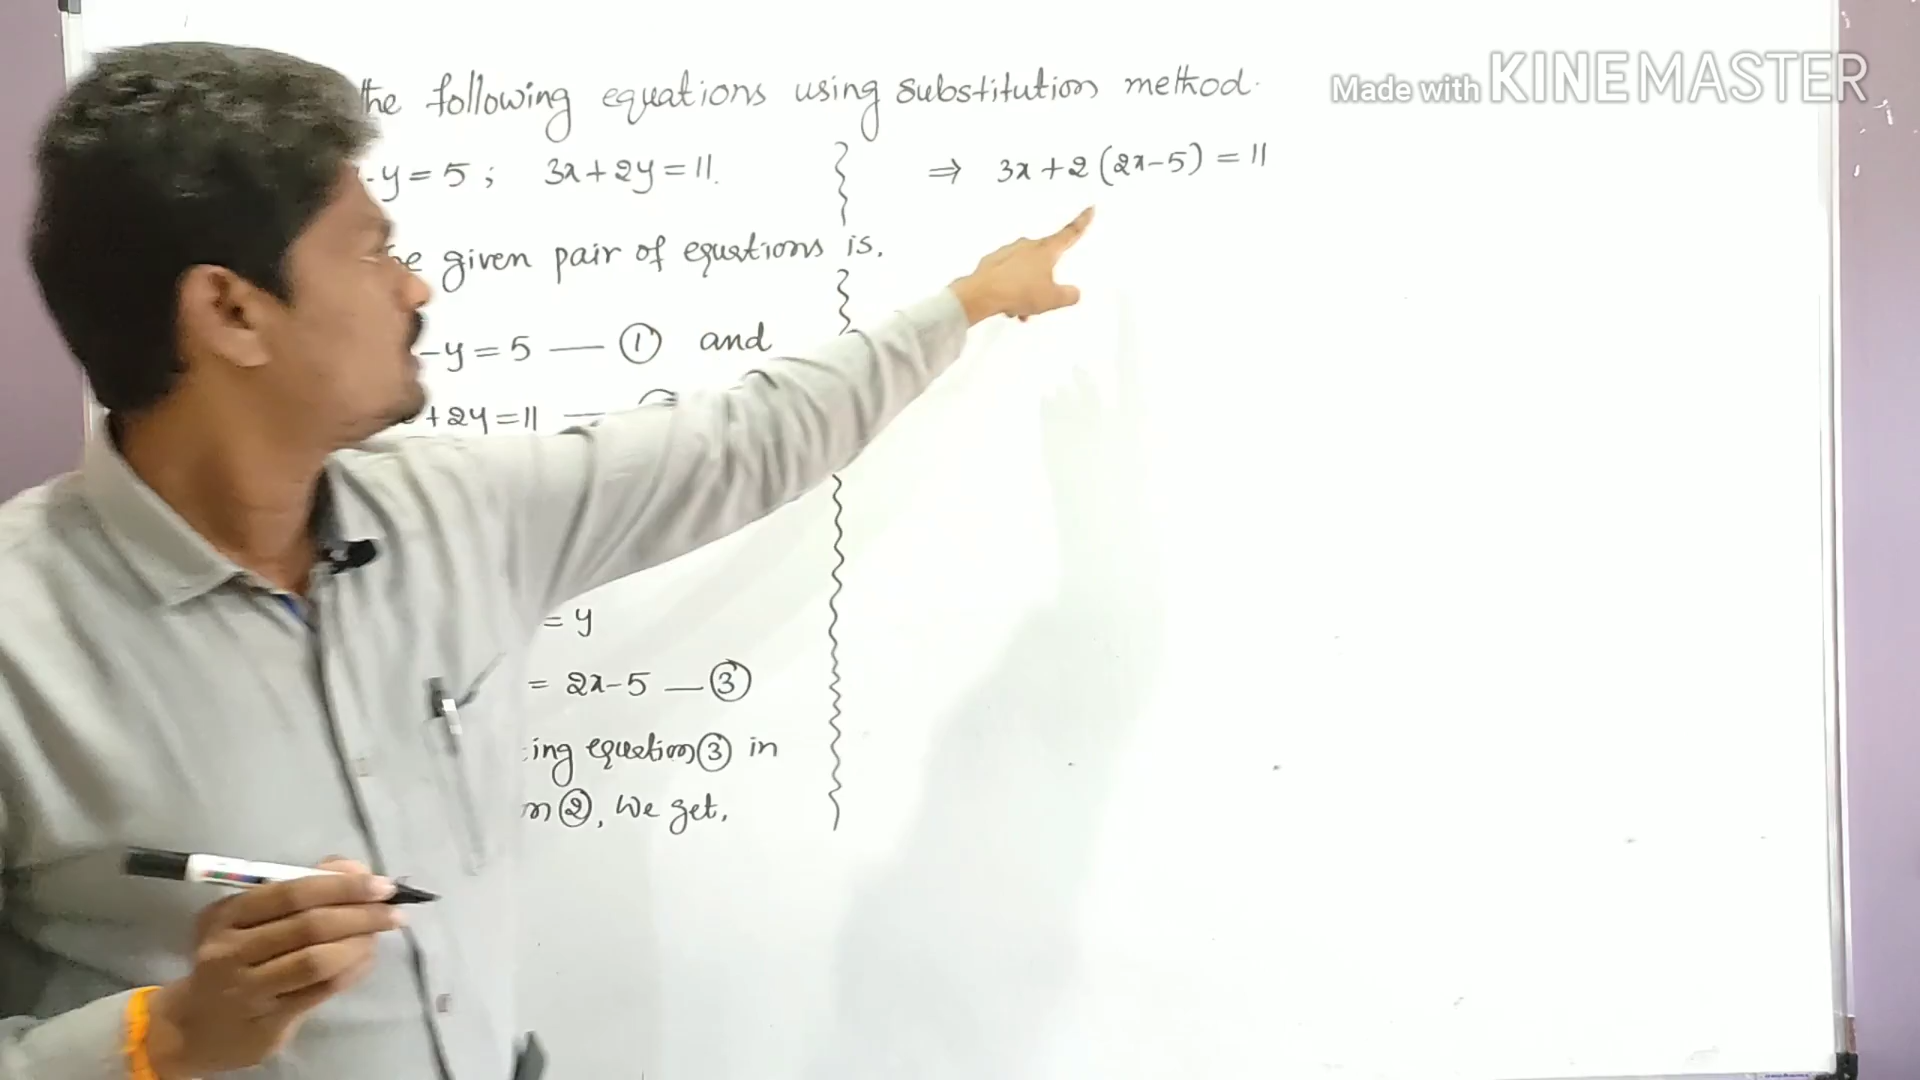 the following equations using substitution method.
-y = 5 ; 3x + 2y = 11.
given pair of equations is.
-y = 5 — ① and
+ 2y = 11 —
= y
= 2x - 5 — ③
ing equation ③ in
②, We get,
⇒ 3x + 2 (2x - 5) = 11
Made with KINEMASTER